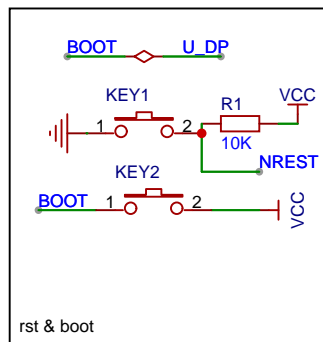 BOOT U_DP
KEY1
R1
VCC
1 2
10K
NREST
KEY2
BOOT
1 2
VCC
rst & boot